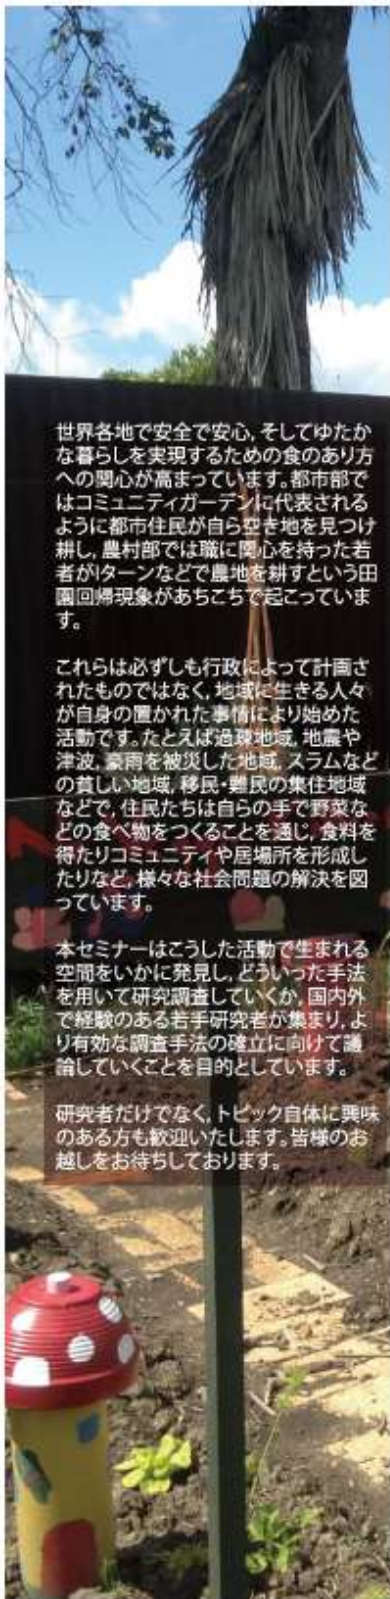 世界各地で安全で安心, そしてゆたか
な暮らしを実現するための食のあり方
への関心が高まっています。都市部で
はコミュニティガーデンに代表される
ように都市住民が自ら空き地を見つけ
耕し, 農村部では職に関心を持った若
者がIターンなどで農地を耕すという田
園回帰現象があちこちで起こっていま
す。
これらは必ずしも行政によって計画さ
れたものではなく, 地域に生きる人々
が自身の置かれた事情により始めた
活動です。たとえば過疎地域, 地震や
津波, 豪雨を被災した地域, スラムなど
の貧しい地域, 移民・難民の集住地域
などで, 住民たちは自らの手で野菜な
どの食べ物をつくることを通じ, 食料を
得たりコミュニティや居場所を形成し
たりなど, 様々な社会問題の解決を図
っています。
本セミナーはこうした活動で生まれる
空間をいかに発見し, どういった手法
を用いて研究調査していくか, 国内外
で経験のある若手研究者が集まり, よ
り有効な調査手法の確立に向けて議
論していくことを目的としています。
研究者だけでなく, トピック自体に興味
のある方も歓迎いたします。皆様のお
越しをお待ちしております。